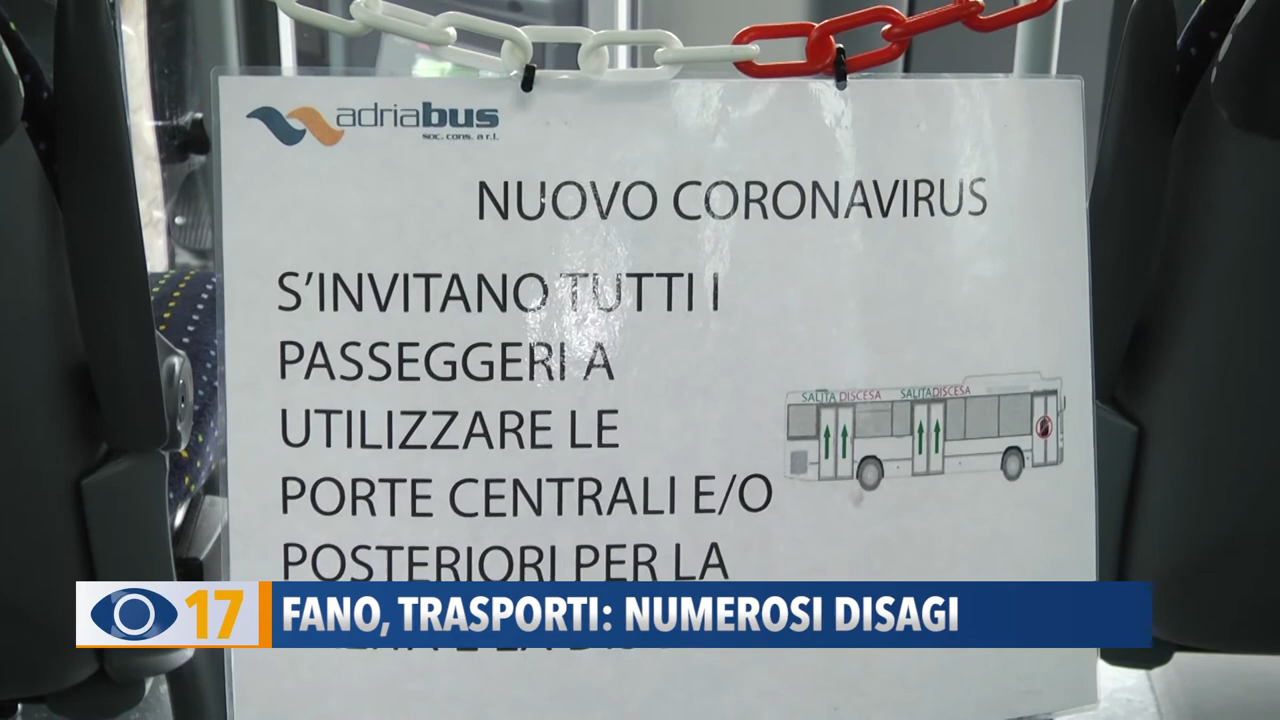 adriabus
soc. cons. a r.l.
NUOVO CORONAVIRUS
S'INVITANO TUTTI I
PASSEGGERI A
UTILIZZARE LE
PORTE CENTRALI E/O
POSTERIORI PER LA
SALITA DISCESA SALITA DISCESA
17 FANO, TRASPORTI: NUMEROSI DISAGI